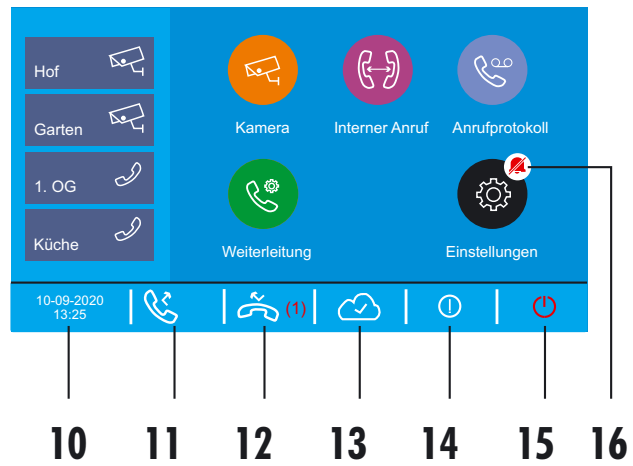 Hof
Garten
1. OG
Küche
Kamera
Interner Anruf
Anrufprotokoll
Weiterleitung
Einstellungen
10-09-2020
13:25
(1)
10 11 12 13 14 15 16